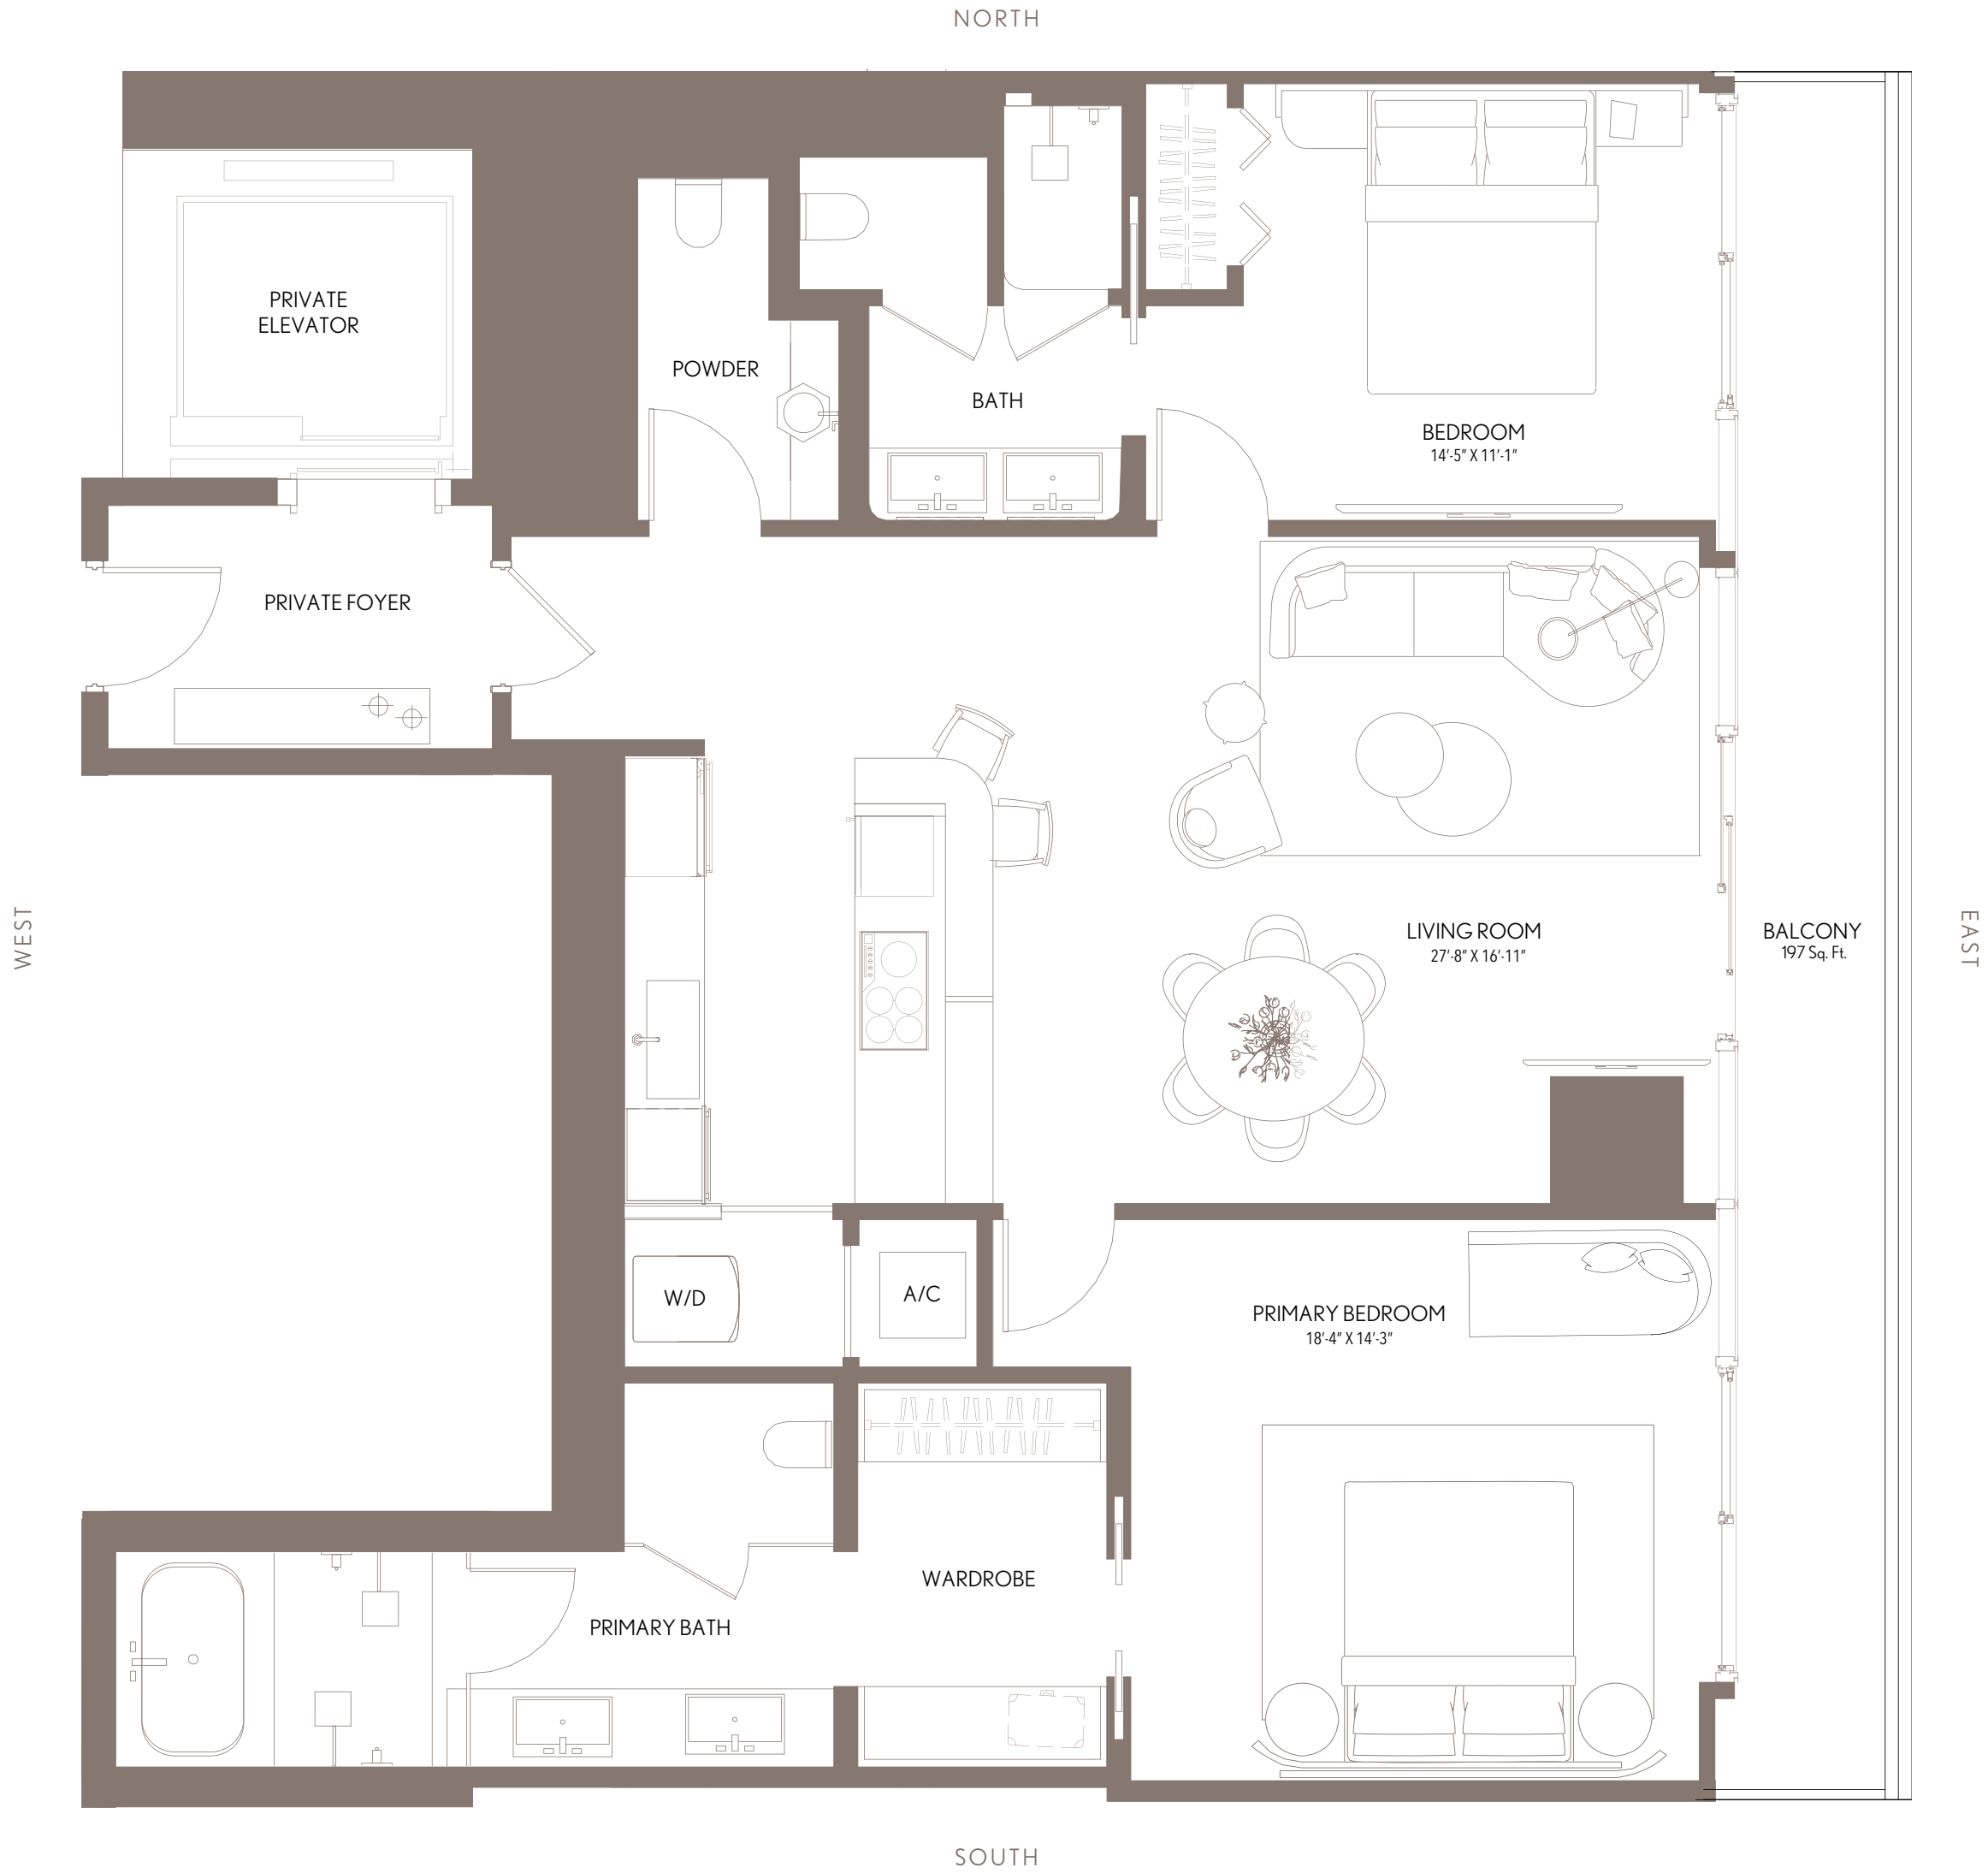 NORTH
PRIVATE
ELEVATOR
POWDER
BATH
BEDROOM
14'-5" X 11'-1"
PRIVATE FOYER
WEST
LIVING ROOM
27'-8" X 16'-11"
BALCONY
197 Sq. Ft.
EAST
W/D
A/C
PRIMARY BEDROOM
18'-4" X 14'-3"
WARDROBE
PRIMARY BATH
SOUTH